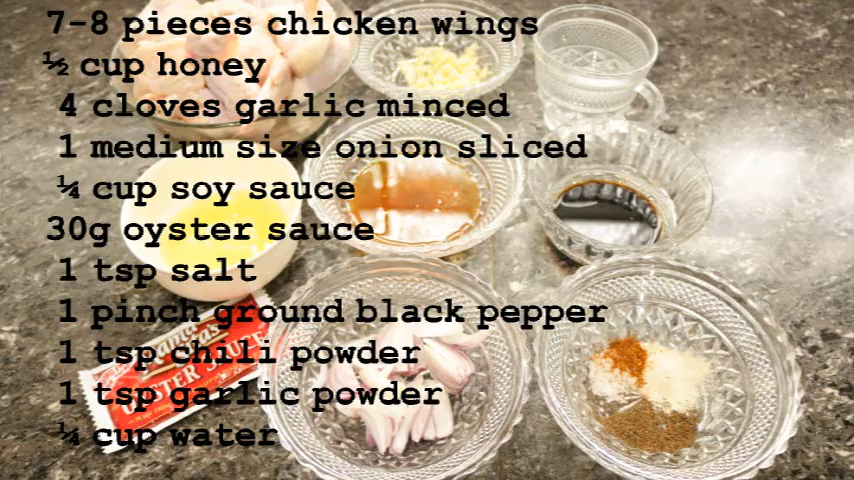 7-8 pieces chicken wings
½ cup honey
4 cloves garlic minced
1 medium size onion sliced
¼ cup soy sauce
30g oyster sauce
1 tsp salt
1 pinch ground black pepper
1 tsp chili powder
1 tsp garlic powder
¼ cup water
OYSTER SAUCE